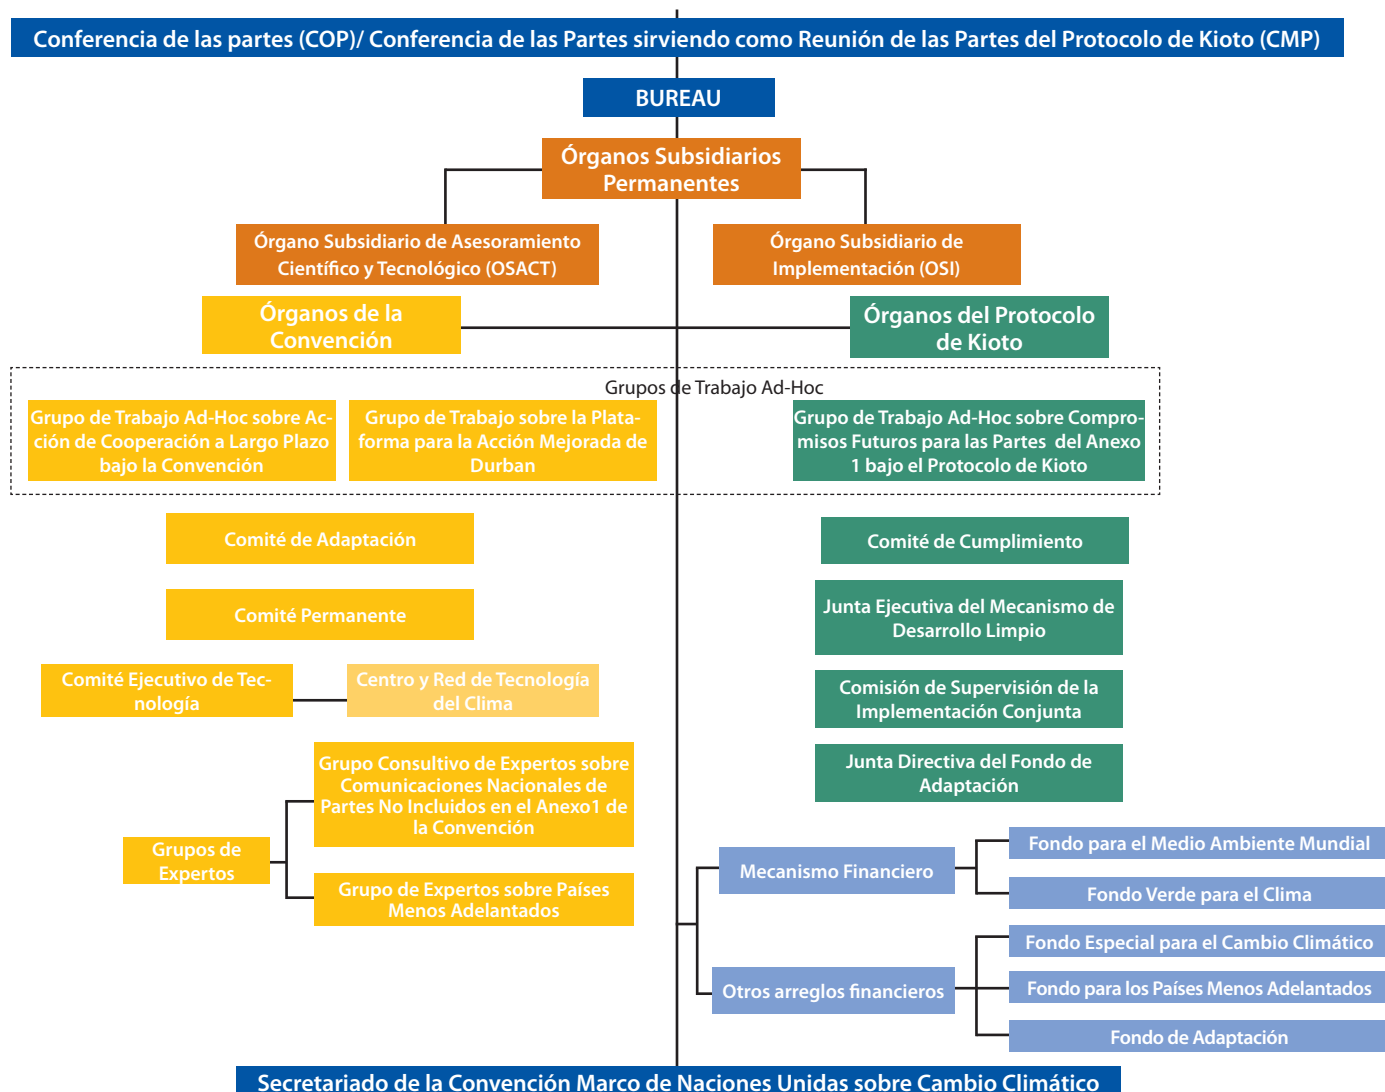 Conferencia de las partes (COP)/ Conferencia de las Partes sirviendo como Reunión de las Partes del Protocolo de Kioto (CMP)
BUREAU
Órganos Subsidiarios
Permanentes
Órgano Subsidiario de Asesoramiento
Científico y Tecnológico (OSACT)
Órgano Subsidiario de
Implementación (OSI)
Órganos de la
Convención
Órganos del Protocolo
de Kioto
Grupos de Trabajo Ad-Hoc
Grupo de Trabajo Ad-Hoc sobre Ac-
ción de Cooperación a Largo Plazo
bajo la Convención
Grupo de Trabajo sobre la Plata-
forma para la Acción Mejorada de
Durban
Grupo de Trabajo Ad-Hoc sobre Compro-
misos Futuros para las Partes del Anexo
1 bajo el Protocolo de Kioto
Comité de Adaptación
Comité Permanente
Comité Ejecutivo de Tec-
nología
Centro y Red de Tecnología
del Clima
Grupos de
Expertos
Grupo Consultivo de Expertos sobre
Comunicaciones Nacionales de
Partes No Incluidos en el Anexo1 de
la Convención
Grupo de Expertos sobre Países
Menos Adelantados
Comité de Cumplimiento
Junta Ejecutiva del Mecanismo de
Desarrollo Limpio
Comisión de Supervisión de la
Implementación Conjunta
Junta Directiva del Fondo de
Adaptación
Mecanismo Financiero
Fondo para el Medio Ambiente Mundial
Fondo Verde para el Clima
Otros arreglos financieros
Fondo Especial para el Cambio Climático
Fondo para los Países Menos Adelantados
Fondo de Adaptación
Secretariado de la Convención Marco de Naciones Unidas sobre Cambio Climático